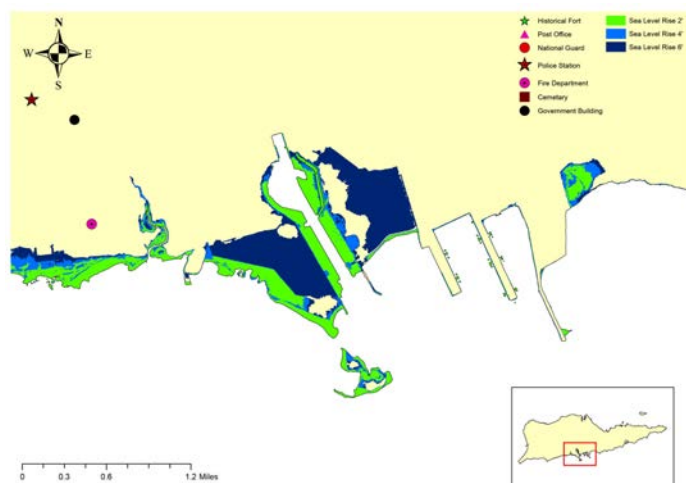 N
W E
S
Historical Fort
Post Office
National Guard
Police Station
Fire Department
Cemetary
Government Building
Sea Level Rise 2'
Sea Level Rise 4'
Sea Level Rise 6'
0 0.3 0.6 1.2 Miles